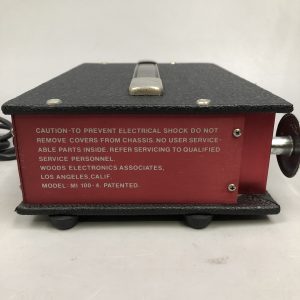 CAUTION-TO PREVENT ELECTRICAL SHOCK DO NOT
REMOVE COVERS FROM CHASSIS. NO USER SERVICE-
ABLE PARTS INSIDE. REFER SERVICING TO QUALIFIED
SERVICE PERSONNEL.
WOODS ELECTRONICS ASSOCIATES,
LOS ANGELES, CALIF.
MODEL- MI 100-4. PATENTED.